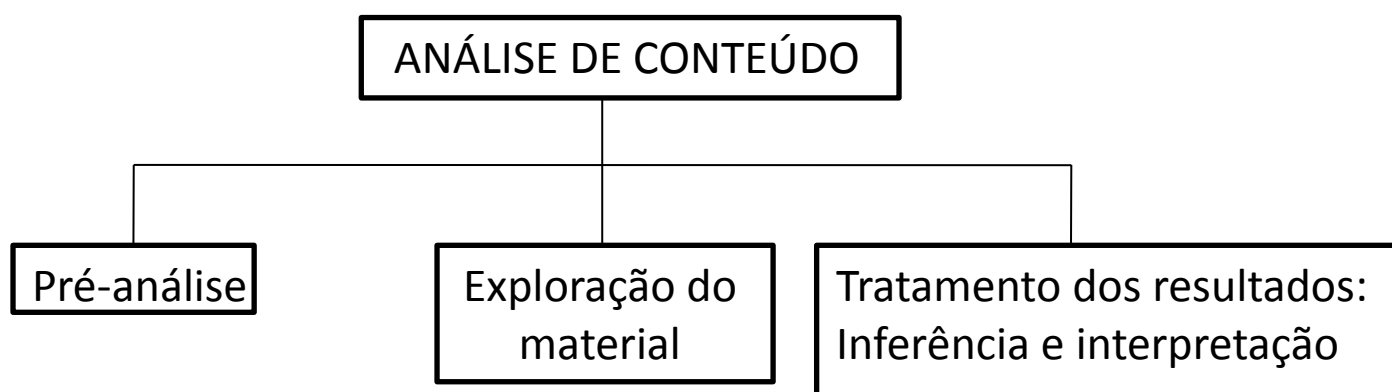 ANÁLISE DE CONTEÚDO
Pré-análise
Exploração do
material
Tratamento dos resultados:
Inferência e interpretação